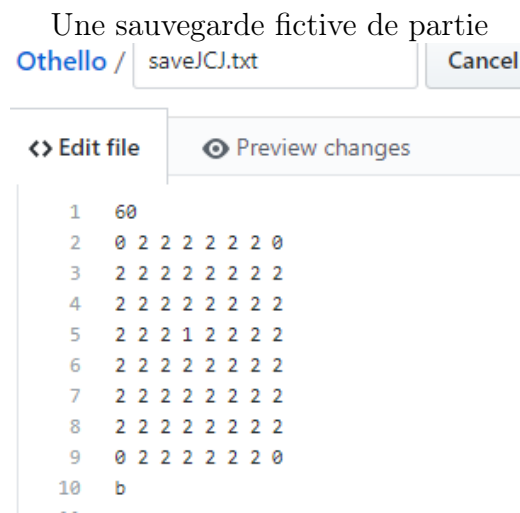 Une sauvegarde fictive de partie
Othello / saveJCJ.txt Cancel
<> Edit file Preview changes
1 60
2 0 2 2 2 2 2 2 0
3 2 2 2 2 2 2 2 2
4 2 2 2 2 2 2 2 2
5 2 2 2 1 2 2 2 2
6 2 2 2 2 2 2 2 2
7 2 2 2 2 2 2 2 2
8 2 2 2 2 2 2 2 2
9 0 2 2 2 2 2 2 0
10 b